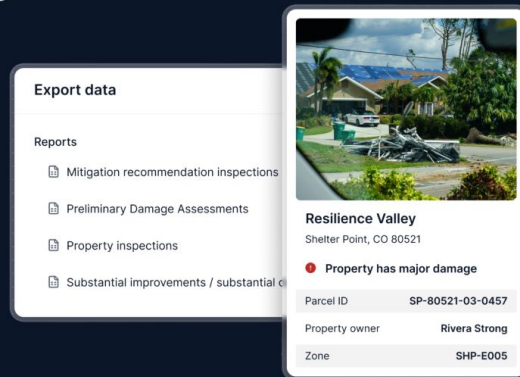 Export data
Reports
Mitigation recommendation inspections
Preliminary Damage Assessments
Property inspections
Substantial improvements / substantial
Resilience Valley
Shelter Point, CO 80521
Property has major damage
Parcel ID SP-80521-03-0457
Property owner Rivera Strong
Zone SHP-E005